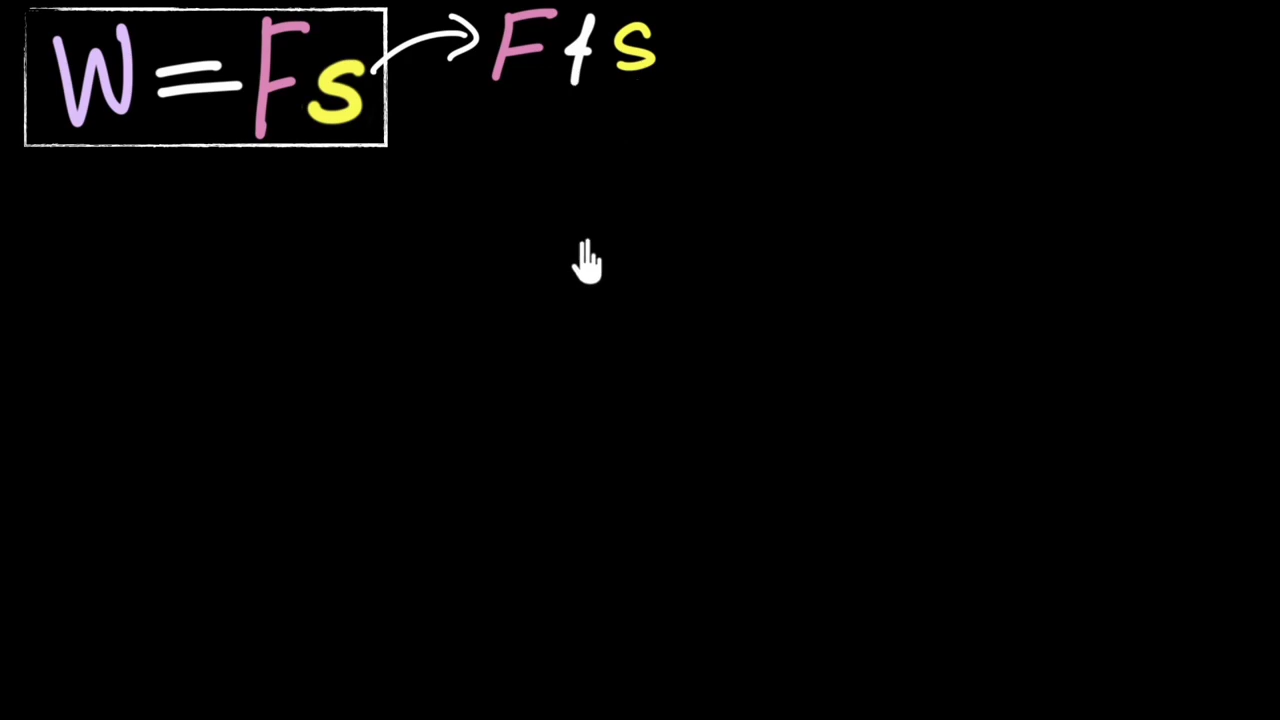 W = Fs → F s